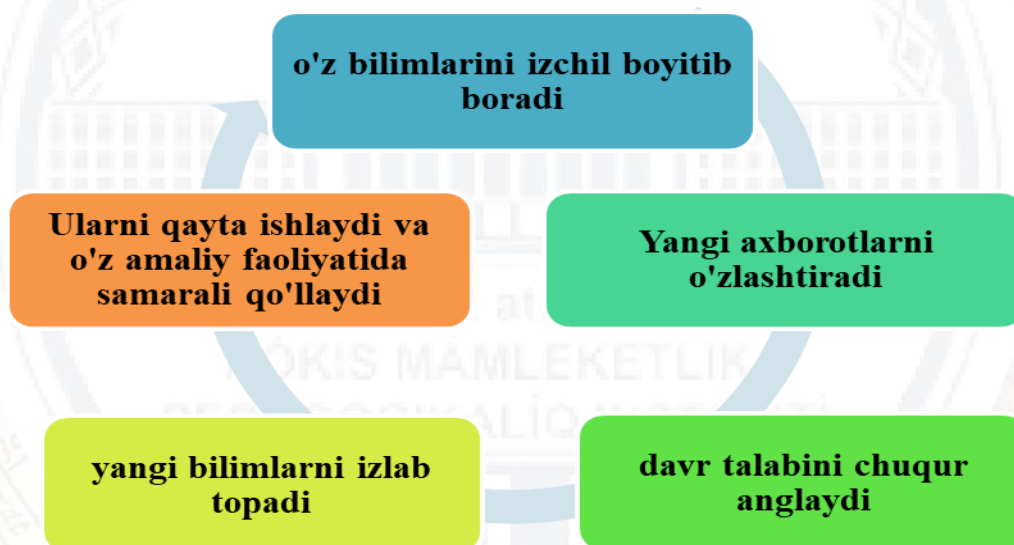 o'z bilimlarini izchil boyitib
boradi
Yangi axborotlarni
o'zlashtiradi
davr talabini chuqur
anglaydi
yangi bilimlarni izlab
topadi
Ularni qayta ishlaydi va
o'z amaliy faoliyatida
samarali qo'llaydi
MÁMLEKETLIK